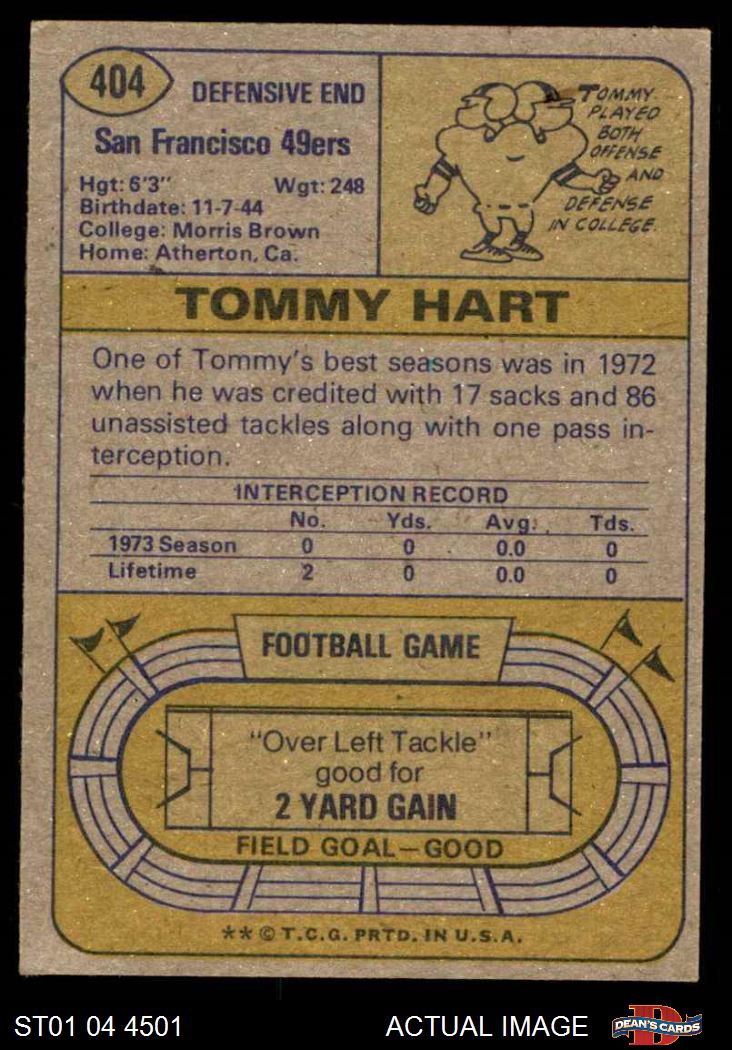 404
DEFENSIVE END
San Francisco 49ers
Hgt: 6'3" Wgt: 248
Birthdate: 11-7-44
College: Morris Brown
Home: Atherton, Ca.
TOMMY
PLAYED
BOTH
OFFENSE
AND
DEFENSE
IN COLLEGE.
TOMMY HART
One of Tommy's best seasons was in 1972
when he was credited with 17 sacks and 86
unassisted tackles along with one pass in-
terception.
INTERCEPTION RECORD
No. Yds. Avg. Tds.
1973 Season 0 0 0.0 0
Lifetime 2 0 0.0 0
FOOTBALL GAME
"Over Left Tackle"
good for
2 YARD GAIN
FIELD GOAL—GOOD
** © T.C.G. PRTD. IN U.S.A.
ST01 04 4501 ACTUAL IMAGE
D
DEAN'S CARDS